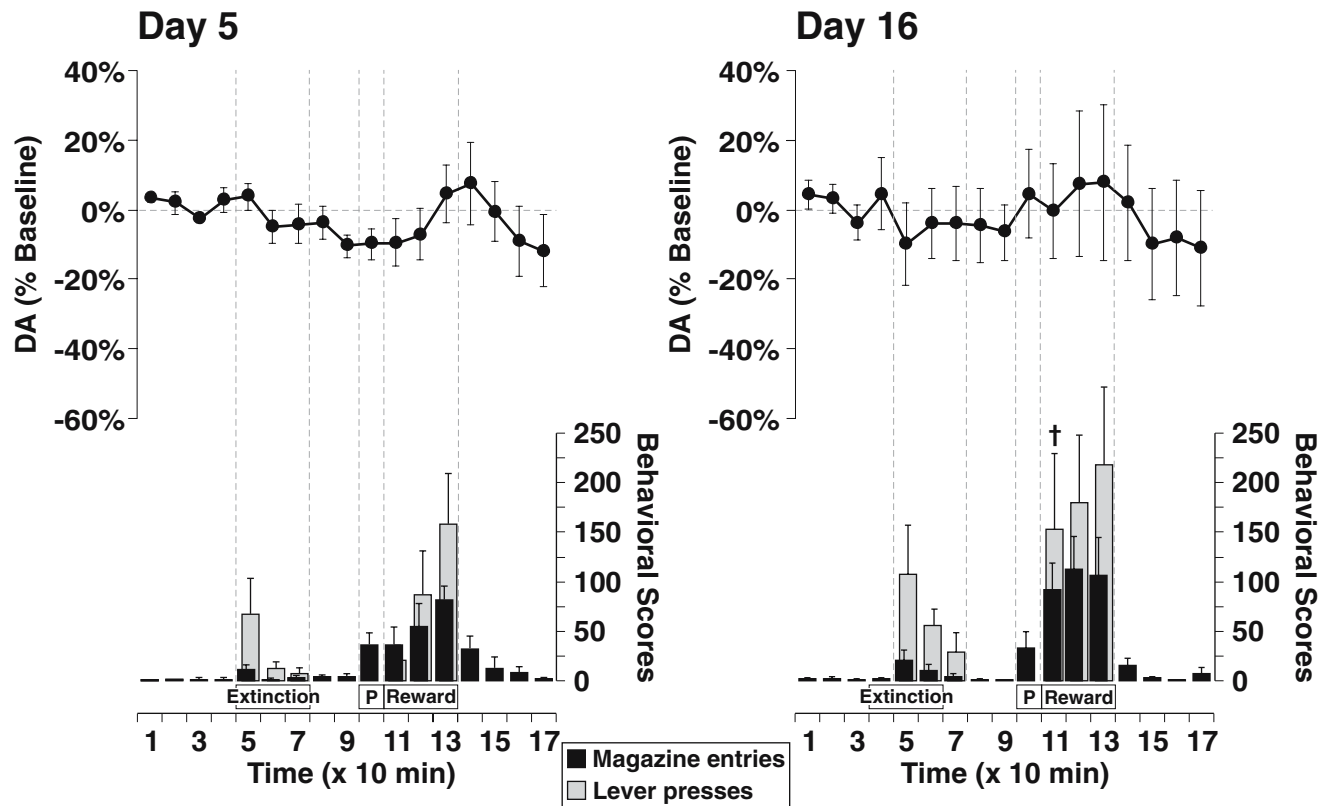 Day 5
40%
20%
0%
-20%
-40%
-60%
DA (% Baseline)
250
200
150
100
50
0
Behavioral Scores
Extinction P Reward
1 3 5 7 9 11 13 15 17
Time (x 10 min)
Day 16
40%
20%
0%
-20%
-40%
-60%
DA (% Baseline)
†
250
200
150
100
50
0
Behavioral Scores
Extinction P Reward
1 3 5 7 9 11 13 15 17
Time (x 10 min)
Magazine entries
Lever presses